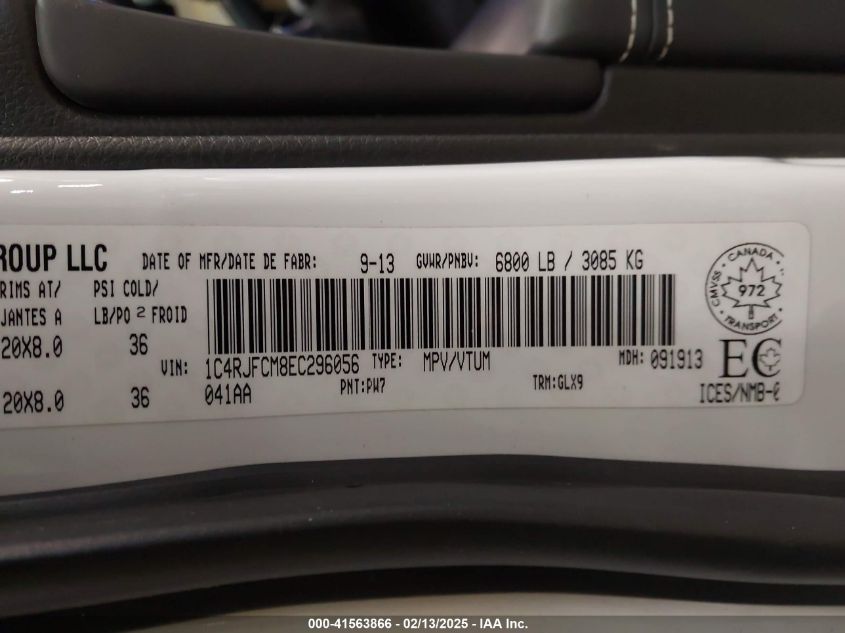 ROUP LLC DATE OF MFR/DATE DE FABR: 9-13 GVWR/PNBV: 6800 LB / 3085 KG
RIMS AT/ PSI COLD/
JANTES A LB/PO 2 FROID
20X8.0 36
VIN: 1C4RJFCM8EC296056 TYPE: MPV/VTUM MDH: 091913
041AA PNT:PW7 TRM:GLX9
20X8.0 36
CMVSS CANADA
972
TRANSPORT
EC
ICES/NMB-2
000-41563866 — 02/13/2025 — IAA Inc.